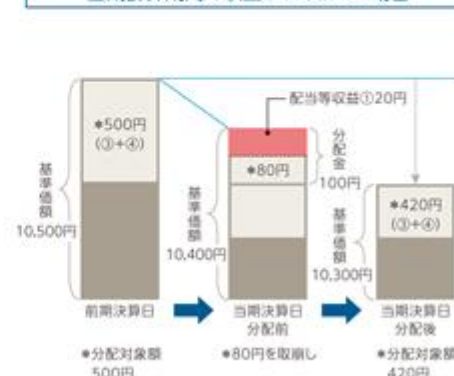 配当等収益①20円
*500円
(③+④)
分配金
*80円
100円
*420円
(③+④)
基準価額
基準価額
基準価額
10,500円
10,400円
10,300円
前期決算日
当期決算日
分配前
当期決算日
分配後
*分配対象額
500円
*80円を取崩し
*分配対象額
420円